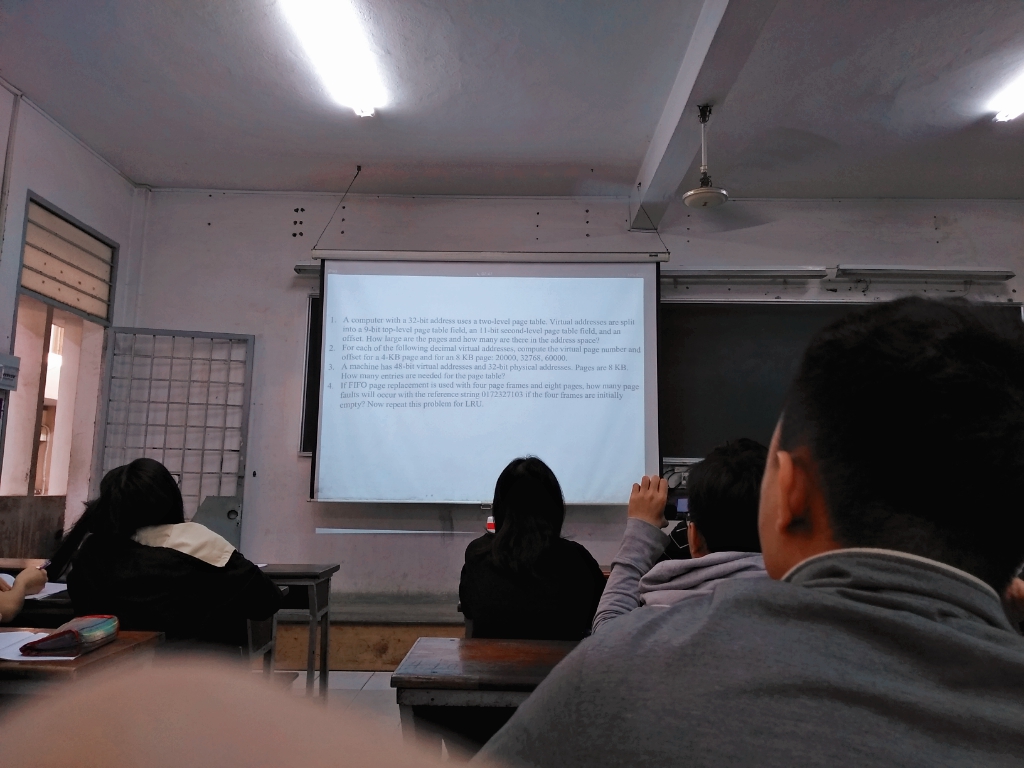 1. A computer with a 32-bit address uses a two-level page table. Virtual addresses are split
into a 9-bit top-level page table field, an 11-bit second-level page table field, and an
offset. How large are the pages and how many are there in the address space?
2. For each of the following decimal virtual addresses, compute the virtual page number and
offset for a 4-KB page and for an 8 KB page: 20000, 32768, 60000.
3. A machine has 48-bit virtual addresses and 32-bit physical addresses. Pages are 8 KB.
How many entries are needed for the page table?
4. If FIFO page replacement is used with four page frames and eight pages, how many page
faults will occur with the reference string 0172327103 if the four frames are initially
empty? Now repeat this problem for LRU.